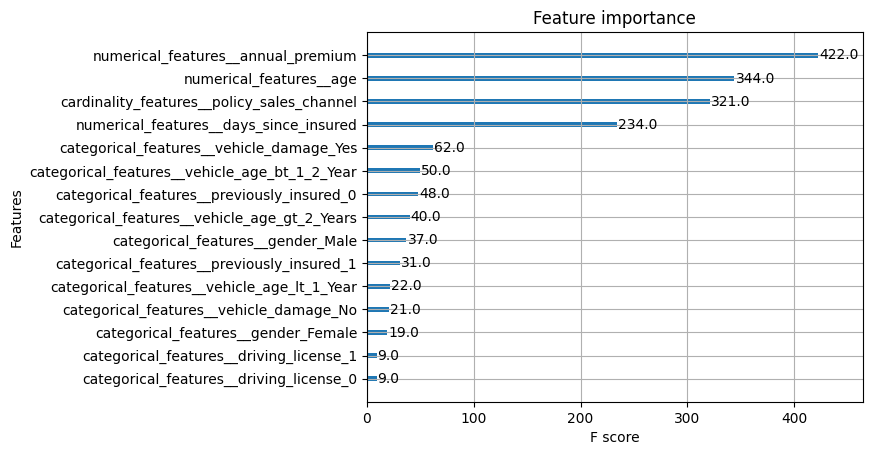 Feature importance
numerical_features__annual_premium 422.0
numerical_features__age 344.0
cardinality_features__policy_sales_channel 321.0
numerical_features__days_since_insured 234.0
categorical_features__vehicle_damage_Yes 62.0
categorical_features__vehicle_age_bt_1_2_Year 50.0
categorical_features__previously_insured_0 48.0
categorical_features__vehicle_age_gt_2_Years 40.0
categorical_features__gender_Male 37.0
categorical_features__previously_insured_1 31.0
categorical_features__vehicle_age_lt_1_Year 22.0
categorical_features__vehicle_damage_No 21.0
categorical_features__gender_Female 19.0
categorical_features__driving_license_1 9.0
categorical_features__driving_license_0 9.0
Features
0 100 200 300 400
F score